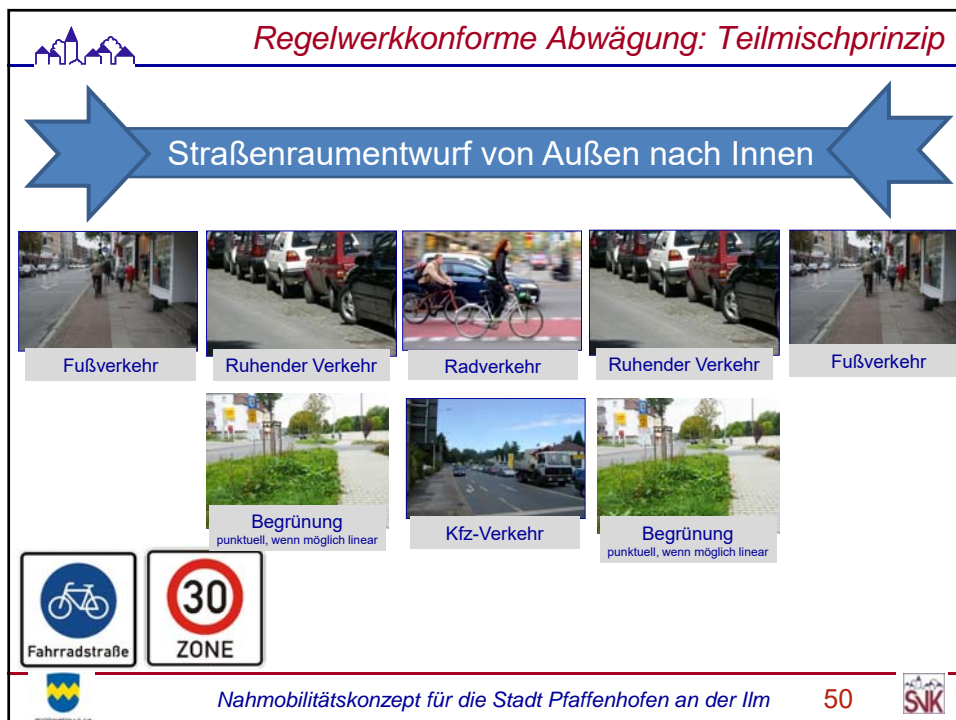 Regelwerkkonforme Abwägung: Teilmischprinzip
Straßenraumentwurf von Außen nach Innen
Fußverkehr
Ruhender Verkehr
Radverkehr
Ruhender Verkehr
Fußverkehr
Begrünung
punktuell, wenn möglich linear
Kfz-Verkehr
Begrünung
punktuell, wenn möglich linear
Fahrradstraße
30
ZONE
Nahmobilitätskonzept für die Stadt Pfaffenhofen an der Ilm
50
SVK